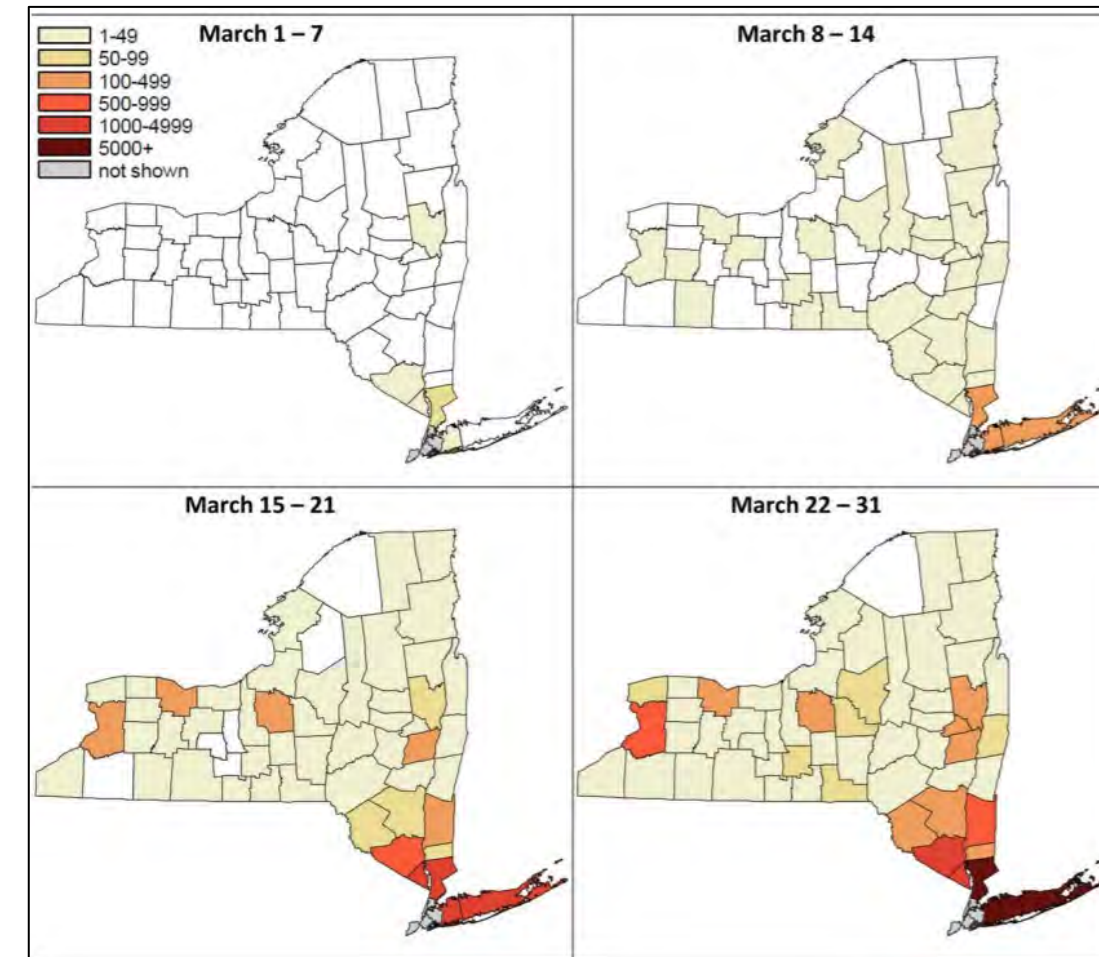 1-49
50-99
100-499
500-999
1000-4999
5000+
not shown
March 1 – 7
March 8 – 14
March 15 – 21
March 22 – 31